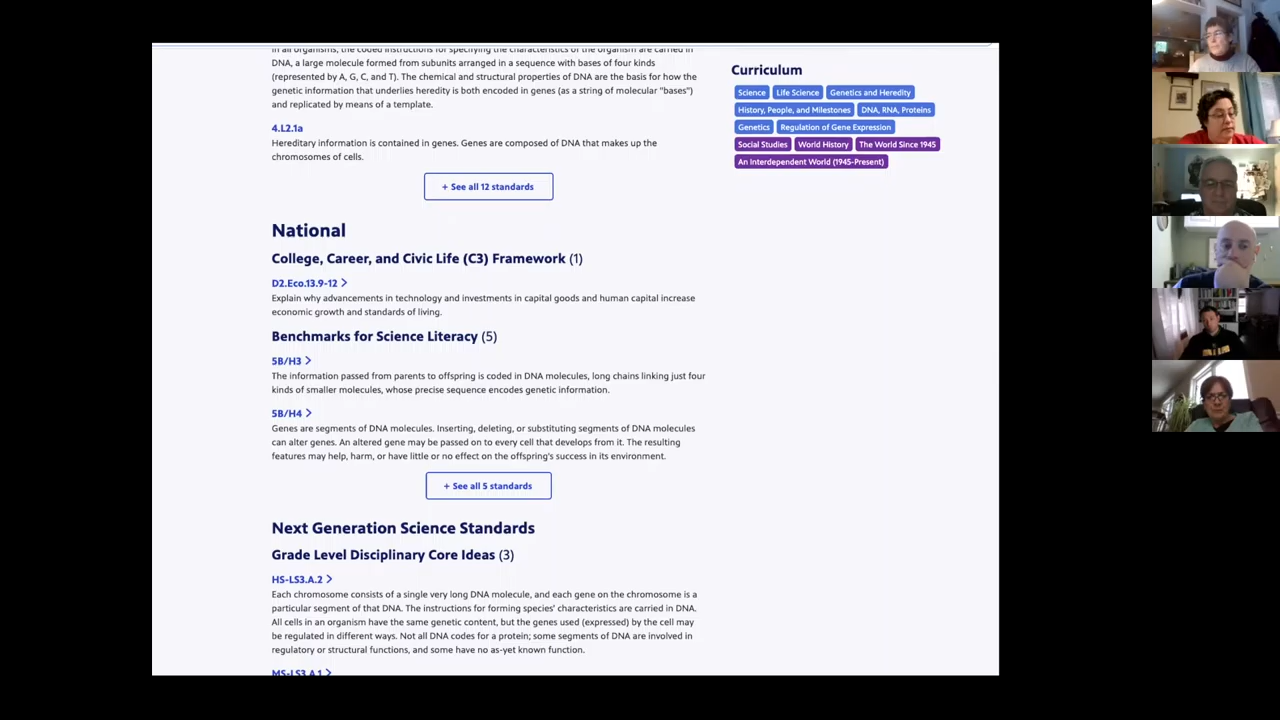 in all organisms, the coded instructions for specifying the characteristics of the organism are carried in
DNA, a large molecule formed from subunits arranged in a sequence with bases of four kinds
(represented by A, G, C, and T). The chemical and structural properties of DNA are the basis for how the
genetic information that underlies heredity is both encoded in genes (as a string of molecular "bases")
and replicated by means of a template.
4.L2.1a
Hereditary information is contained in genes. Genes are composed of DNA that makes up the
chromosomes of cells.
+ See all 12 standards
National
College, Career, and Civic Life (C3) Framework (1)
D2.Eco.13.9-12 >
Explain why advancements in technology and investments in capital goods and human capital increase
economic growth and standards of living.
Benchmarks for Science Literacy (5)
5B/H3 >
The information passed from parents to offspring is coded in DNA molecules, long chains linking just four
kinds of smaller molecules, whose precise sequence encodes genetic information.
5B/H4 >
Genes are segments of DNA molecules. Inserting, deleting, or substituting segments of DNA molecules
can alter genes. An altered gene may be passed on to every cell that develops from it. The resulting
features may help, harm, or have little or no effect on the offspring's success in its environment.
+ See all 5 standards
Next Generation Science Standards
Grade Level Disciplinary Core Ideas (3)
HS-LS3.A.2 >
Each chromosome consists of a single very long DNA molecule, and each gene on the chromosome is a
particular segment of that DNA. The instructions for forming species' characteristics are carried in DNA.
All cells in an organism have the same genetic content, but the genes used (expressed) by the cell may
be regulated in different ways. Not all DNA codes for a protein; some segments of DNA are involved in
regulatory or structural functions, and some have no as-yet known function.
MS-LS3.A.1 >
Curriculum
Science Life Science Genetics and Heredity
History, People, and Milestones DNA, RNA, Proteins
Genetics Regulation of Gene Expression
Social Studies World History The World Since 1945
An Interdependent World (1945-Present)